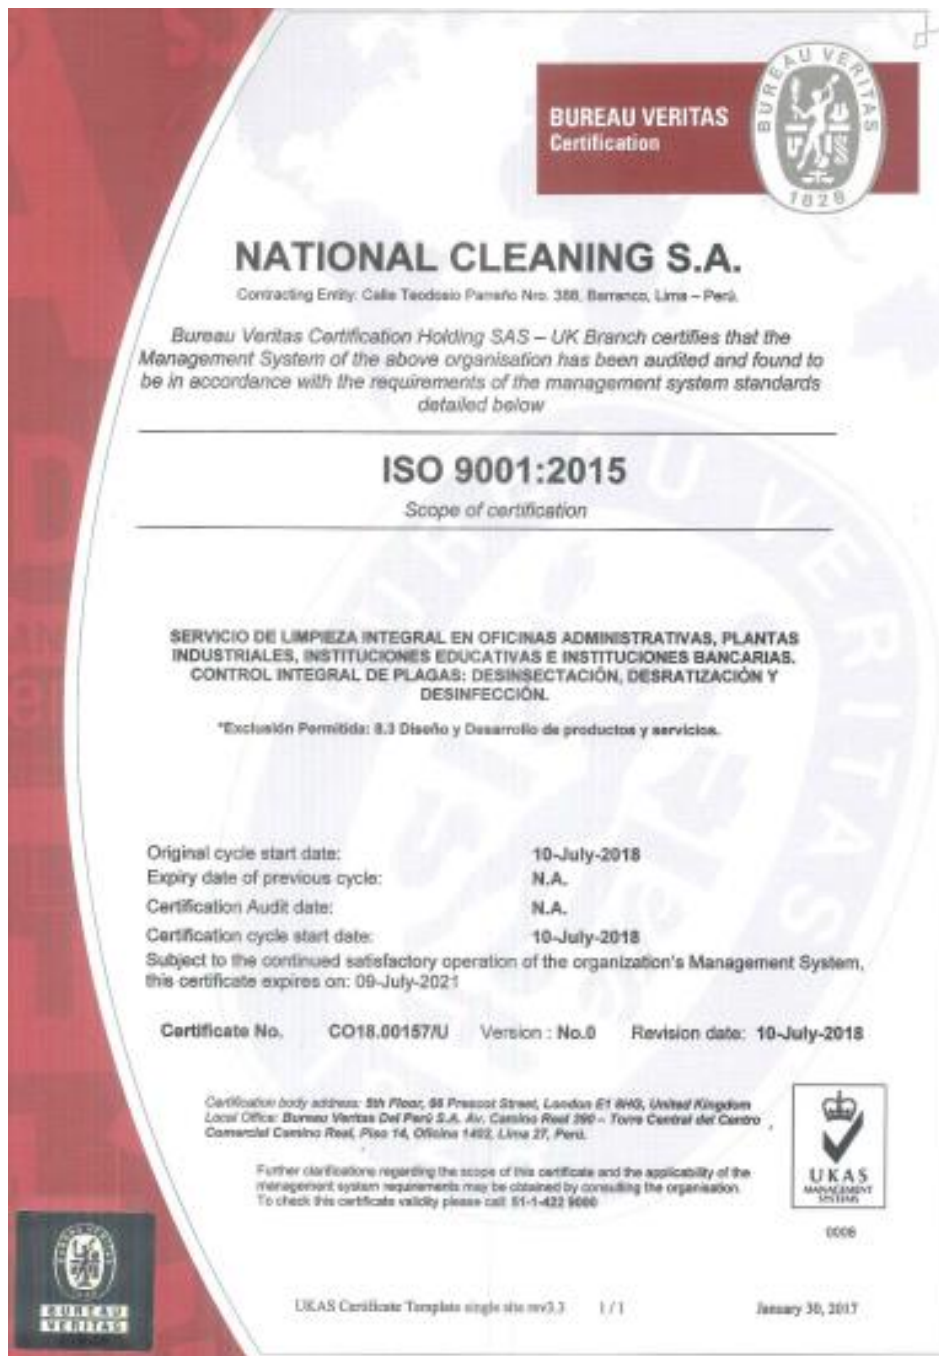 BUREAU VERITAS
Certification
BUREAU VERITAS
1828
NATIONAL CLEANING S.A.
Contracting Entity: Calle Teodosio Parreño Nro. 388, Barranco, Lima – Perú.
Bureau Veritas Certification Holding SAS – UK Branch certifies that the
Management System of the above organisation has been audited and found to
be in accordance with the requirements of the management system standards
detailed below
ISO 9001:2015
Scope of certification
SERVICIO DE LIMPIEZA INTEGRAL EN OFICINAS ADMINISTRATIVAS, PLANTAS
INDUSTRIALES, INSTITUCIONES EDUCATIVAS E INSTITUCIONES BANCARIAS.
CONTROL INTEGRAL DE PLAGAS: DESINSECTACIÓN, DESRATIZACIÓN Y
DESINFECCIÓN.
*Exclusión Permitida: 8.3 Diseño y Desarrollo de productos y servicios.
Original cycle start date: 10-July-2018
Expiry date of previous cycle: N.A.
Certification Audit date: N.A.
Certification cycle start date: 10-July-2018
Subject to the continued satisfactory operation of the organization's Management System,
this certificate expires on: 09-July-2021
Certificate No. CO18.00157/U Version : No.0 Revision date: 10-July-2018
Certification body address: 5th Floor, 66 Prescot Street, London E1 8HG, United Kingdom
Local Office: Bureau Veritas Del Perú S.A. Av. Camino Real 390 – Torre Central del Centro
Comercial Camino Real, Piso 14, Oficina 1402, Lima 27, Perú.
Further clarifications regarding the scope of this certificate and the applicability of the
management system requirements may be obtained by consulting the organisation.
To check this certificate validity please call 51-1-422 9000
UKAS
MANAGEMENT
SYSTEMS
0008
BUREAU
VERITAS
UKAS Certificate Template single site rev3.3 1 / 1 January 30, 2017